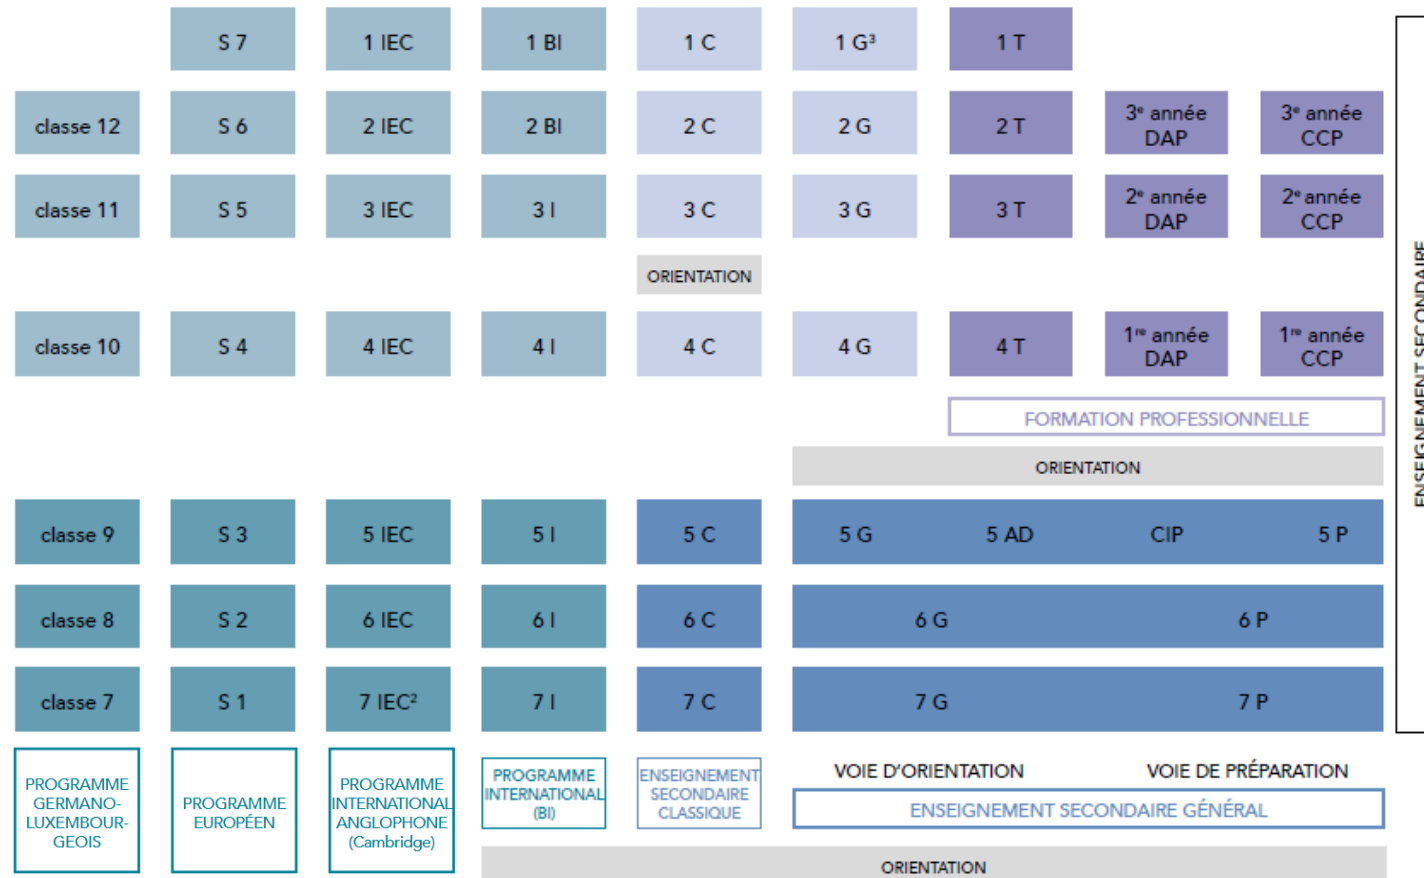 S 7 1 IEC 1 BI 1 C 1 G³ 1 T
classe 12 S 6 2 IEC 2 BI 2 C 2 G 2 T 3ᵉ année DAP 3ᵉ année CCP
classe 11 S 5 3 IEC 3 I 3 C 3 G 3 T 2ᵉ année DAP 2ᵉ année CCP
ORIENTATION
classe 10 S 4 4 IEC 4 I 4 C 4 G 4 T 1ʳᵉ année DAP 1ʳᵉ année CCP
FORMATION PROFESSIONNELLE
ORIENTATION
classe 9 S 3 5 IEC 5 I 5 C 5 G 5 AD CIP 5 P
classe 8 S 2 6 IEC 6 I 6 C 6 G 6 P
classe 7 S 1 7 IEC² 7 I 7 C 7 G 7 P
PROGRAMME
GERMANO-
LUXEMBOUR-
GEOIS
PROGRAMME
EUROPÉEN
PROGRAMME
INTERNATIONAL
ANGLOPHONE
(Cambridge)
PROGRAMME
INTERNATIONAL
(BI)
ENSEIGNEMENT
SECONDAIRE
CLASSIQUE
VOIE D'ORIENTATION VOIE DE PRÉPARATION
ENSEIGNEMENT SECONDAIRE GÉNÉRAL
ORIENTATION
ENSEIGNEMENT SECONDAIRE